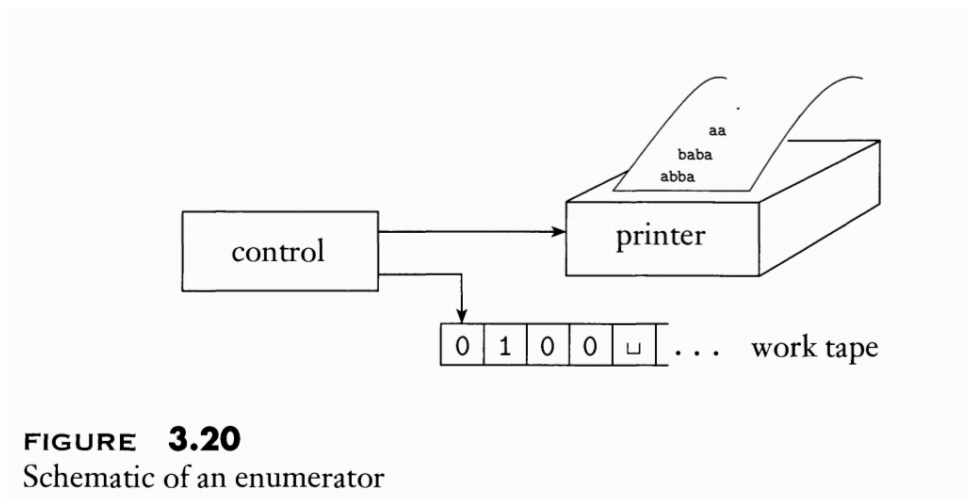 aa
baba
abba
control
printer
0 1 0 0 ␣ . . . work tape
FIGURE 3.20
Schematic of an enumerator